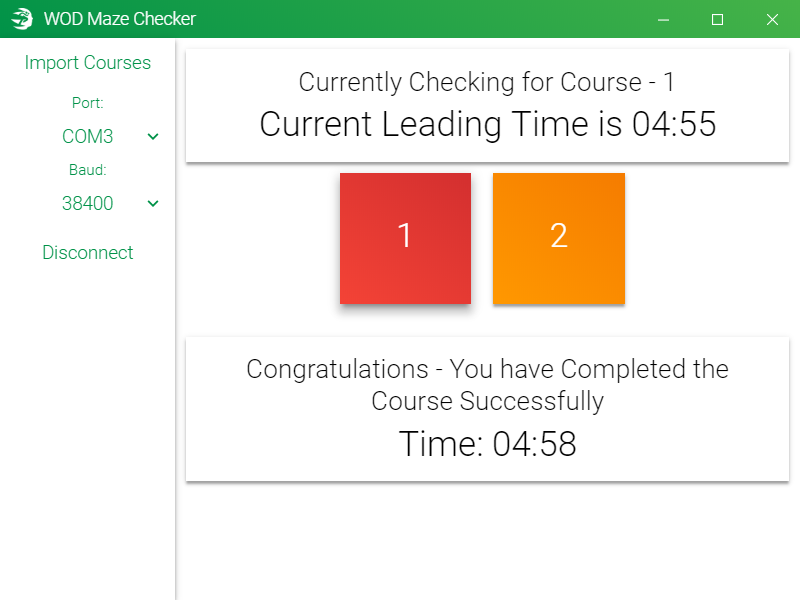 WOD Maze Checker
Import Courses
Port:
COM3
Baud:
38400
Disconnect
Currently Checking for Course - 1
Current Leading Time is 04:55
1
2
Congratulations - You have Completed the
Course Successfully
Time: 04:58